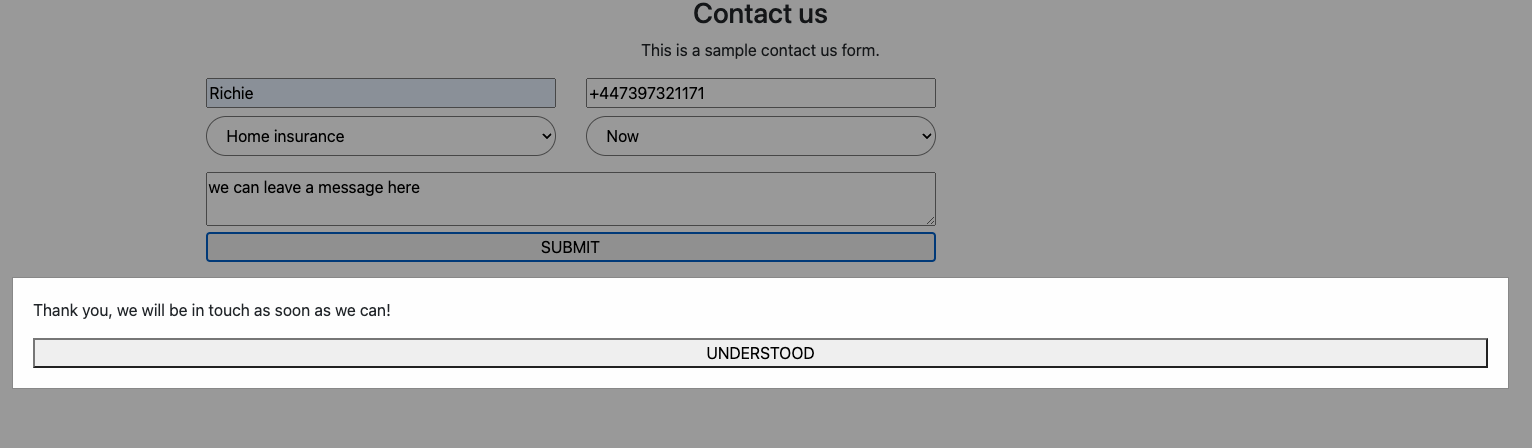 Contact us
This is a sample contact us form.
Richie +447397321171
Home insurance Now
we can leave a message here
SUBMIT
Thank you, we will be in touch as soon as we can!
UNDERSTOOD